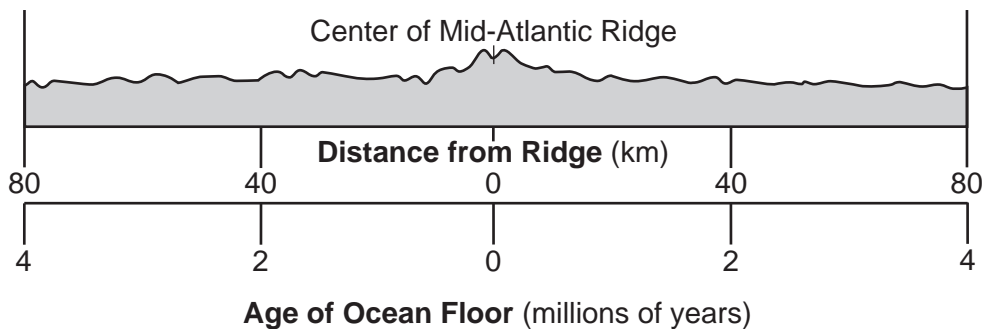 Center of Mid-Atlantic Ridge
Distance from Ridge (km)
80 40 0 40 80
4 2 0 2 4
Age of Ocean Floor (millions of years)